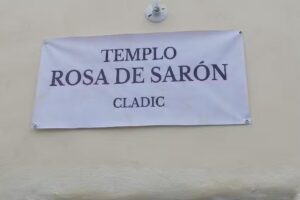 TEMPLO
ROSA DE SARÓN
CLADIC